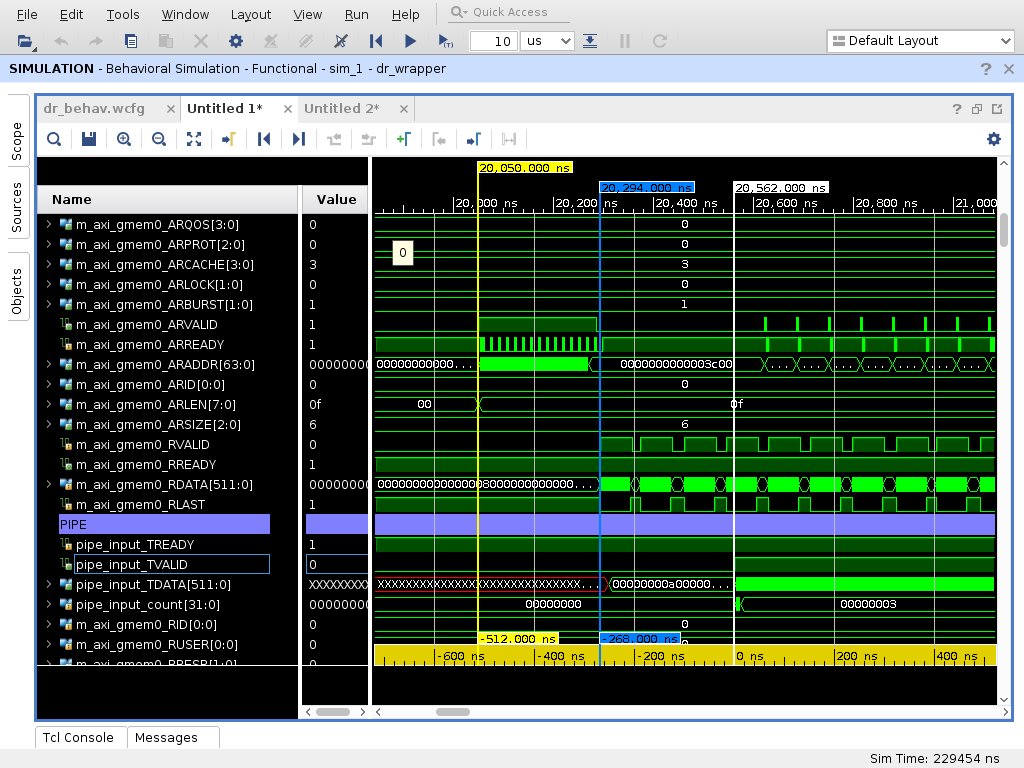 File Edit Tools Window Layout View Run Help Quick Access
10 us Default Layout
SIMULATION - Behavioral Simulation - Functional - sim_1 - dr_wrapper
dr_behav.wcfg Untitled 1* Untitled 2*
Scope
Sources
Objects
20,050.000 ns
20,294.000 ns 20,562.000 ns
Name Value
20,000 ns 20,200 ns 20,400 ns 20,600 ns 20,800 ns 21,000
m_axi_gmem0_ARQOS[3:0] 0 0
m_axi_gmem0_ARPROT[2:0] 0 0
0
m_axi_gmem0_ARCACHE[3:0] 3 3
m_axi_gmem0_ARLOCK[1:0] 0 0
m_axi_gmem0_ARBURST[1:0] 1 1
m_axi_gmem0_ARVALID 1
m_axi_gmem0_ARREADY 1
m_axi_gmem0_ARADDR[63:0] 00000000 00000000000... 0000000000003c00
m_axi_gmem0_ARID[0:0] 0 0
m_axi_gmem0_ARLEN[7:0] 0f 00 0f
m_axi_gmem0_ARSIZE[2:0] 6 6
m_axi_gmem0_RVALID 0
m_axi_gmem0_RREADY 1
m_axi_gmem0_RDATA[511:0] 00000000
m_axi_gmem0_RLAST 1
PIPE
pipe_input_TREADY 1
pipe_input_TVALID 0
pipe_input_TDATA[511:0] 00000000a00000...
pipe_input_count[31:0] 00000000 00000000 00000003
m_axi_gmem0_RID[0:0] 0 0
m_axi_gmem0_RUSER[0:0] 0
-512.000 ns -268.000 ns
m_axi_gmem0_RRESP[1:0] 0
-600 ns -400 ns -200 ns 0 ns 200 ns 400 ns
Tcl Console Messages
Sim Time: 229454 ns